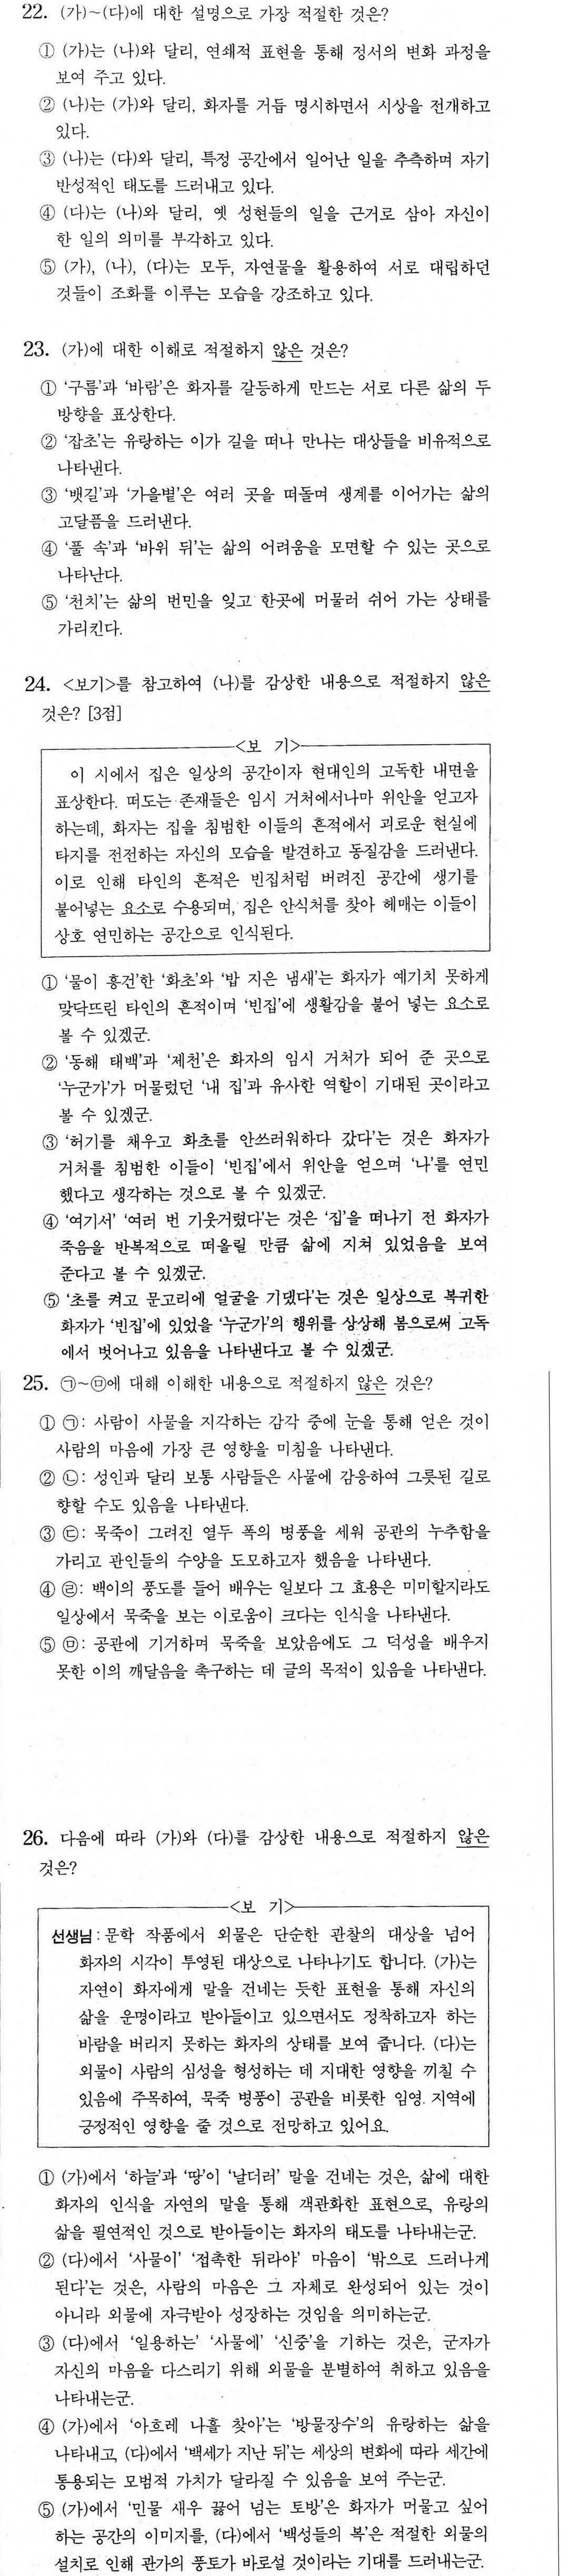 22. (가)~(다)에 대한 설명으로 가장 적절한 것은?
① (가)는 (나)와 달리, 연쇄적 표현을 통해 정서의 변화 과정을
보여 주고 있다.
② (나)는 (가)와 달리, 화자를 거듭 명시하면서 시상을 전개하고
있다.
③ (나)는 (다)와 달리, 특정 공간에서 일어난 일을 추측하며 자기
반성적인 태도를 드러내고 있다.
④ (다)는 (나)와 달리, 옛 성현들의 일을 근거로 삼아 자신이
한 일의 의미를 부각하고 있다.
⑤ (가), (나), (다)는 모두, 자연물을 활용하여 서로 대립하던
것들이 조화를 이루는 모습을 강조하고 있다.
23. (가)에 대한 이해로 적절하지 않은 것은?
① '구름'과 '바람'은 화자를 갈등하게 만드는 서로 다른 삶의 두
방향을 표상한다.
② '잡초'는 유랑하는 이가 길을 떠나 만나는 대상들을 비유적으로
나타낸다.
③ '뱃길'과 '가을볕'은 여러 곳을 떠돌며 생계를 이어가는 삶의
고달픔을 드러낸다.
④ '풀 속'과 '바위 뒤'는 삶의 어려움을 모면할 수 있는 곳으로
나타난다.
⑤ '천치'는 삶의 번민을 잊고 한곳에 머물러 쉬어 가는 상태를
가리킨다.
24. <보기>를 참고하여 (나)를 감상한 내용으로 적절하지 않은
것은? [3점]
<보 기>
이 시에서 집은 일상의 공간이자 현대인의 고독한 내면을
표상한다. 떠도는 존재들은 임시 거처에서나마 위안을 얻고자
하는데, 화자는 집을 침범한 이들의 흔적에서 괴로운 현실에
타지를 전전하는 자신의 모습을 발견하고 동질감을 드러낸다.
이로 인해 타인의 흔적은 빈집처럼 버려진 공간에 생기를
불어넣는 요소로 수용되며, 집은 안식처를 찾아 헤매는 이들이
상호 연민하는 공간으로 인식된다.
① '물이 흥건'한 '화초'와 '밥 지은 냄새'는 화자가 예기치 못하게
맞닥뜨린 타인의 흔적이며 '빈집'에 생활감을 불어 넣는 요소로
볼 수 있겠군.
② '동해 태백'과 '제천'은 화자의 임시 거처가 되어 준 곳으로
'누군가'가 머물렀던 '내 집'과 유사한 역할이 기대된 곳이라고
볼 수 있겠군.
③ '허기를 채우고 화초를 안쓰러워하다 갔다'는 것은 화자가
거처를 침범한 이들이 '빈집'에서 위안을 얻으며 '나'를 연민
했다고 생각하는 것으로 볼 수 있겠군.
④ '여기서' '여러 번 기웃거렸다'는 것은 '집'을 떠나기 전 화자가
죽음을 반복적으로 떠올릴 만큼 삶에 지쳐 있었음을 보여
준다고 볼 수 있겠군.
⑤ '초를 켜고 문고리에 얼굴을 기댔다'는 것은 일상으로 복귀한
화자가 '빈집'에 있었을 '누군가'의 행위를 상상해 봄으로써 고독
에서 벗어나고 있음을 나타낸다고 볼 수 있겠군.
25. ㉠~㉤에 대해 이해한 내용으로 적절하지 않은 것은?
① ㉠: 사람이 사물을 지각하는 감각 중에 눈을 통해 얻은 것이
사람의 마음에 가장 큰 영향을 미침을 나타낸다.
② ㉡: 성인과 달리 보통 사람들은 사물에 감응하여 그릇된 길로
향할 수도 있음을 나타낸다.
③ ㉢: 묵죽이 그려진 열두 폭의 병풍을 세워 공관의 누추함을
가리고 관인들의 수양을 도모하고자 했음을 나타낸다.
④ ㉣: 백이의 풍도를 들어 배우는 일보다 그 효용은 미미할지라도
일상에서 묵죽을 보는 이로움이 크다는 인식을 나타낸다.
⑤ ㉤: 공관에 기거하며 묵죽을 보았음에도 그 덕성을 배우지
못한 이의 깨달음을 촉구하는 데 글의 목적이 있음을 나타낸다.
26. 다음에 따라 (가)와 (다)를 감상한 내용으로 적절하지 않은
것은?
<보 기>
선생님: 문학 작품에서 외물은 단순한 관찰의 대상을 넘어
화자의 시각이 투영된 대상으로 나타나기도 합니다. (가)는
자연이 화자에게 말을 건네는 듯한 표현을 통해 자신의
삶을 운명이라고 받아들이고 있으면서도 정착하고자 하는
바람을 버리지 못하는 화자의 상태를 보여 줍니다. (다)는
외물이 사람의 심성을 형성하는 데 지대한 영향을 끼칠 수
있음에 주목하여, 묵죽 병풍이 공관을 비롯한 임영 지역에
긍정적인 영향을 줄 것으로 전망하고 있어요.
① (가)에서 '하늘'과 '땅'이 '날더러' 말을 건네는 것은, 삶에 대한
화자의 인식을 자연의 말을 통해 객관화한 표현으로, 유랑의
삶을 필연적인 것으로 받아들이는 화자의 태도를 나타내는군.
② (다)에서 '사물이' '접촉한 뒤라야' 마음이 '밖으로 드러나게
된다'는 것은, 사람의 마음은 그 자체로 완성되어 있는 것이
아니라 외물에 자극받아 성장하는 것임을 의미하는군.
③ (다)에서 '일용하는' '사물에' '신중'을 기하는 것은, 군자가
자신의 마음을 다스리기 위해 외물을 분별하여 취하고 있음을
나타내는군.
④ (가)에서 '아흐레 나흘 찾아'는 '방물장수'의 유랑하는 삶을
나타내고, (다)에서 '백세가 지난 뒤'는 세상의 변화에 따라 세간에
통용되는 모범적 가치가 달라질 수 있음을 보여 주는군.
⑤ (가)에서 '민물 새우 끓어 넘는 토방'은 화자가 머물고 싶어
하는 공간의 이미지를, (다)에서 '백성들의 복'은 적절한 외물의
설치로 인해 관가의 풍토가 바로설 것이라는 기대를 드러내는군.